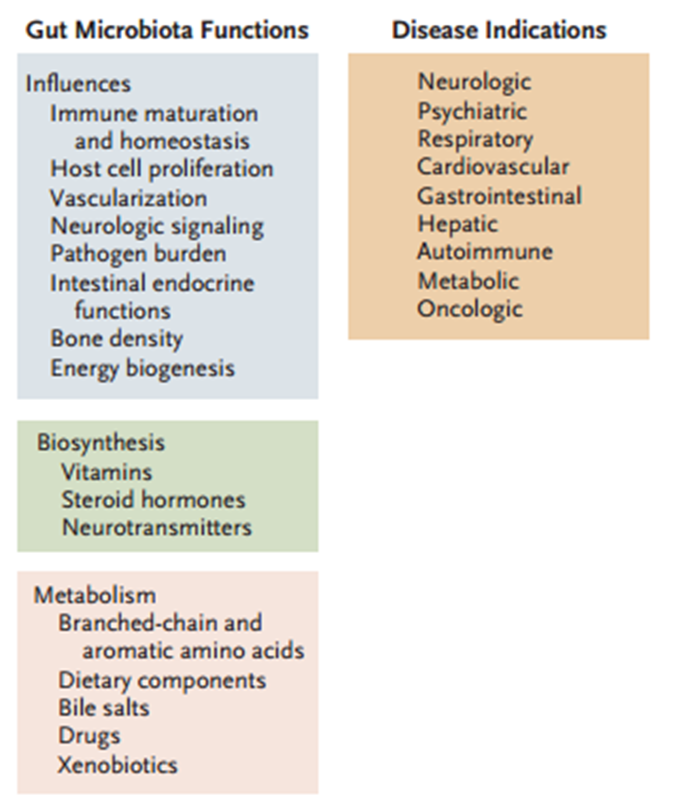 Gut Microbiota Functions
Influences
Immune maturation
and homeostasis
Host cell proliferation
Vascularization
Neurologic signaling
Pathogen burden
Intestinal endocrine
functions
Bone density
Energy biogenesis
Biosynthesis
Vitamins
Steroid hormones
Neurotransmitters
Metabolism
Branched-chain and
aromatic amino acids
Dietary components
Bile salts
Drugs
Xenobiotics
Disease Indications
Neurologic
Psychiatric
Respiratory
Cardiovascular
Gastrointestinal
Hepatic
Autoimmune
Metabolic
Oncologic